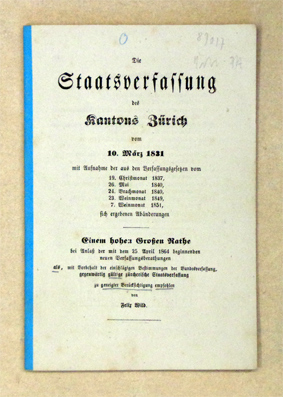 Die
Staatsverfassung
des
Kantons Zürich
vom
10. März 1831
mit Aufnahme der aus den Verfassungsgesetzen vom
19. Christmonat 1837,
26. Mai 1840,
24. Brachmonat 1840,
23. Weinmonat 1849,
7. Weinmonat 1851,
sich ergebenen Abänderungen
Einem hohen Großen Rathe
bei Anlaß der mit dem 25 April 1864 beginnenden
neuen Verfassungsberathungen
als, mit Vorbehalt der einschlägigen Bestimmungen der Bundesverfassung,
gegenwärtig gültige zürcherische Staatsverfassung
zu geneigter Berücksichtigung empfohlen
von
Felix Wild.